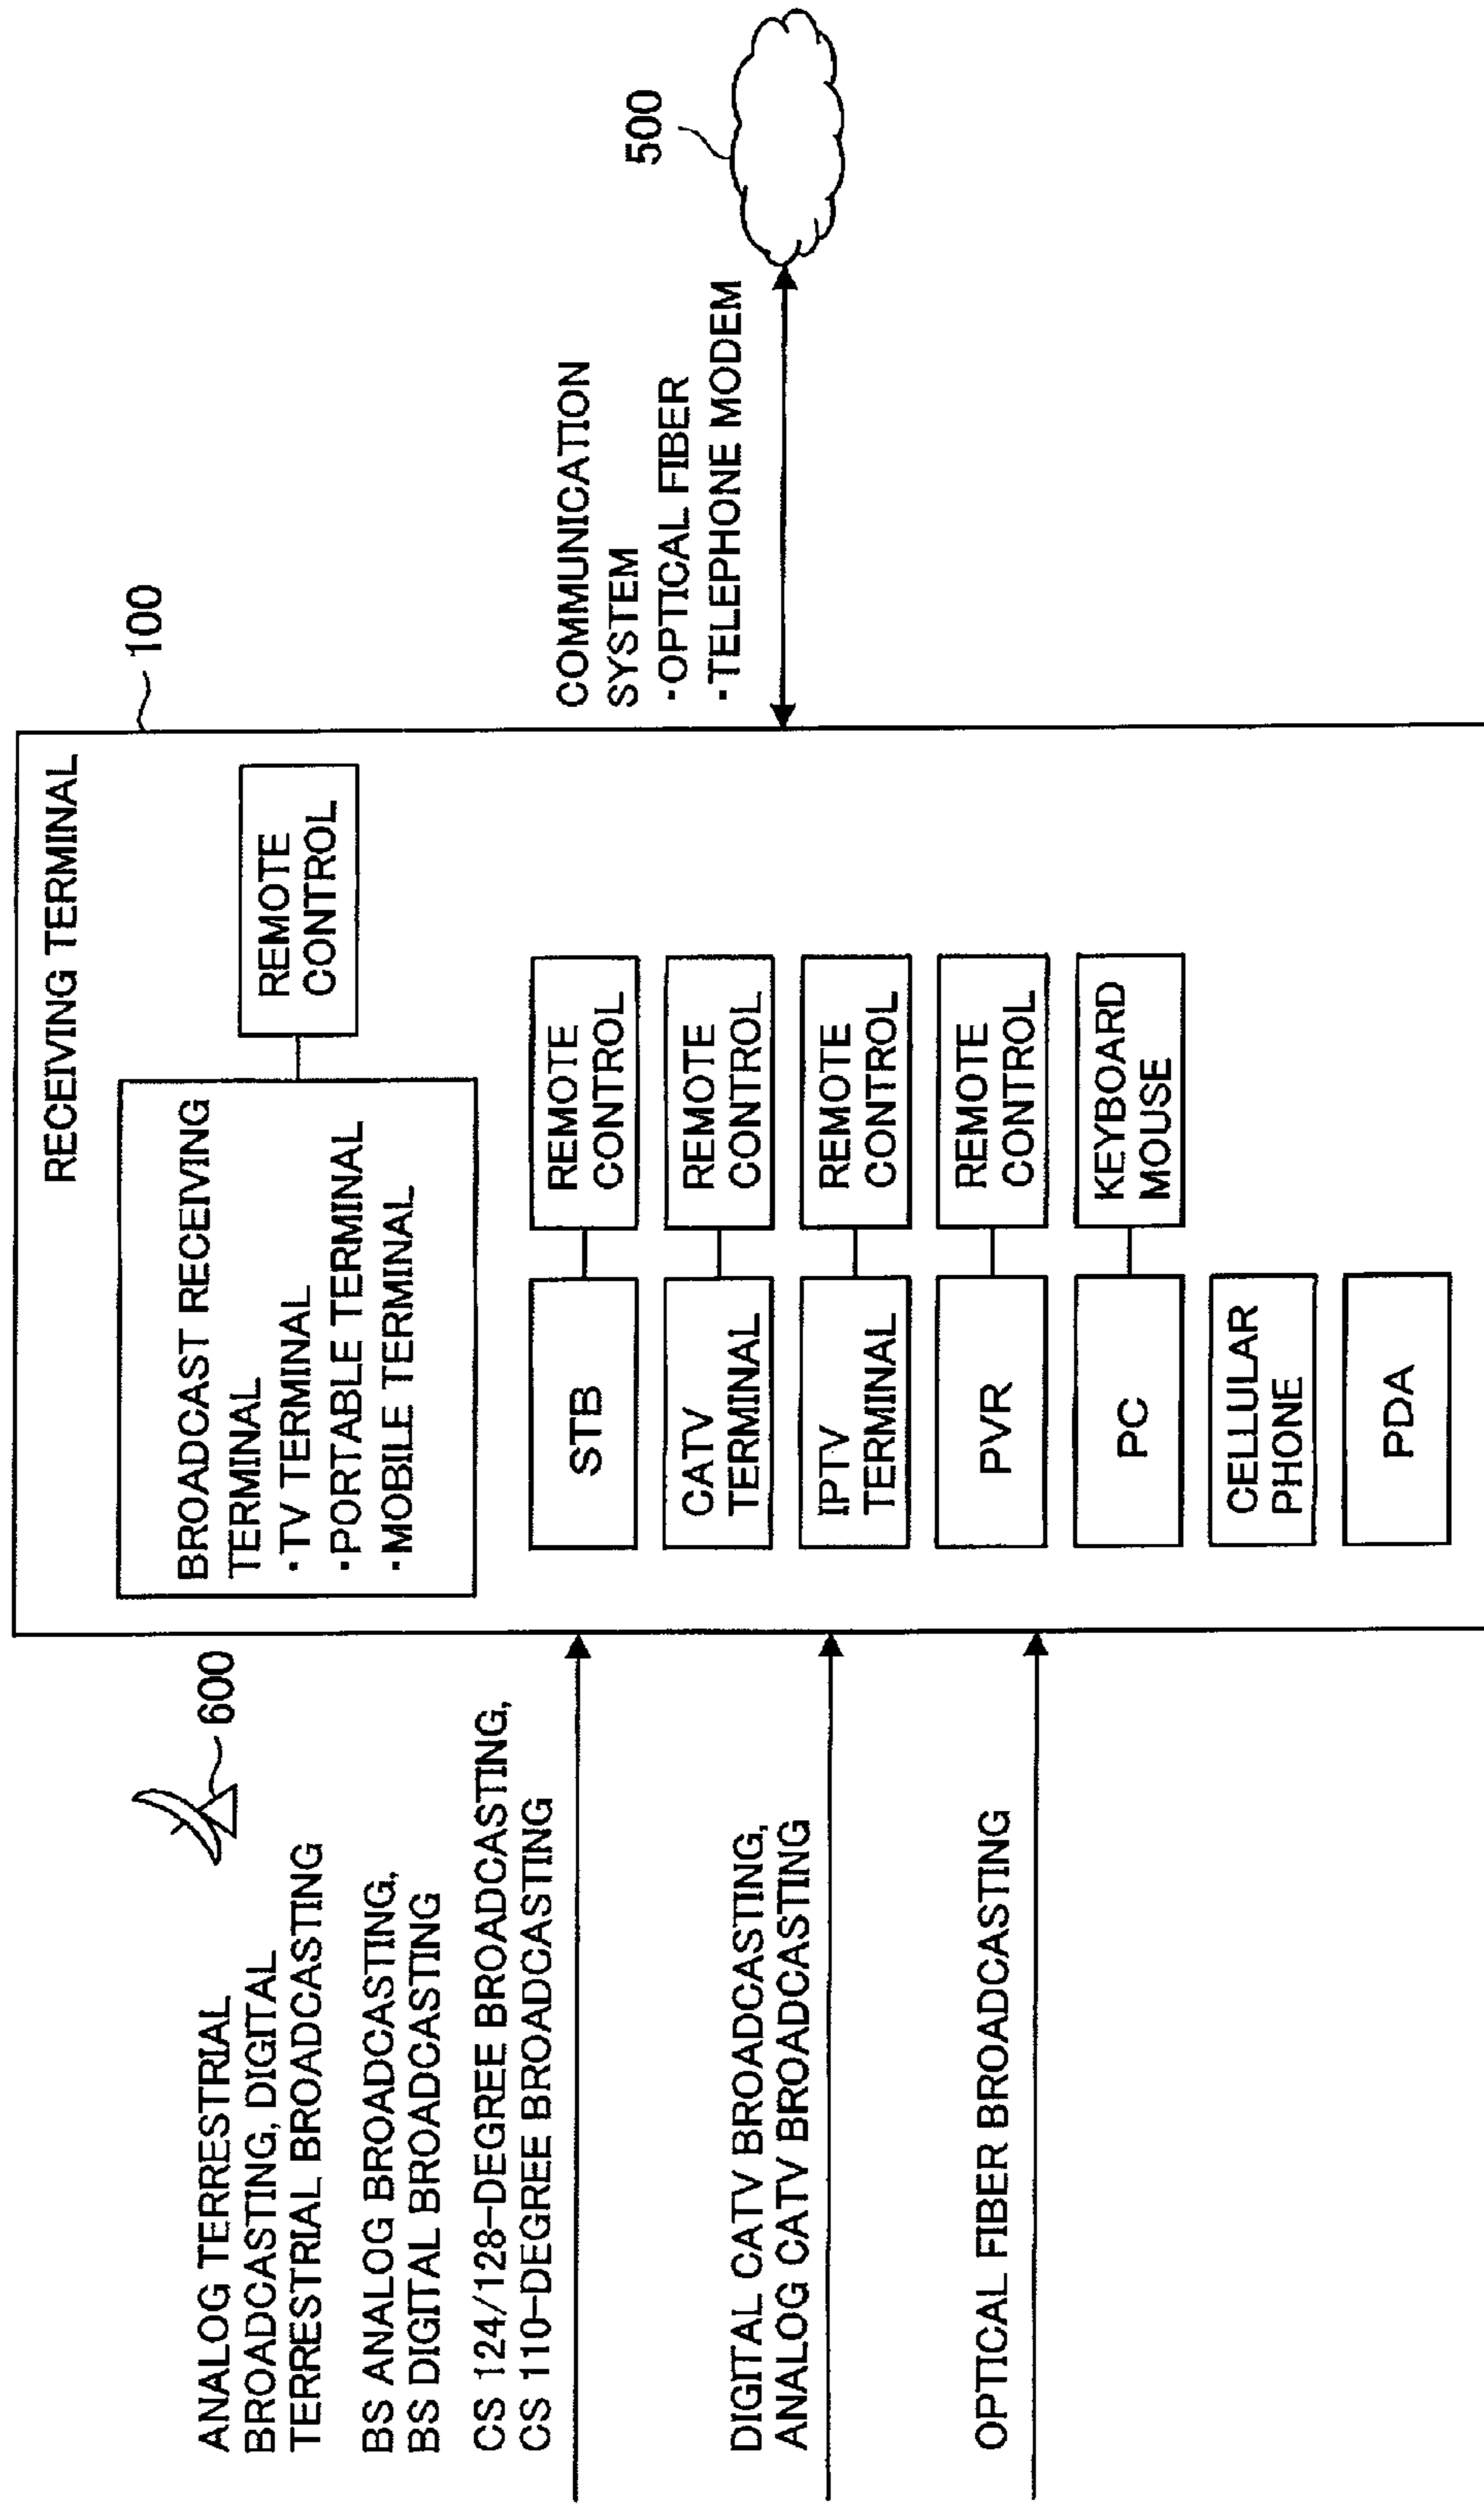 ANALOG TERRESTRIAL
BROADCASTING, DIGITAL
TERRESTRIAL BROADCASTING
BS ANALOG BROADCASTING,
BS DIGITAL BROADCASTING
CS 124/128-DEGREE BROADCASTING,
CS 110-DEGREE BROADCASTING
DIGITAL CATV BROADCASTING,
ANALOG CATV BROADCASTING
OPTICAL FIBER BROADCASTING
600
RECEIVING TERMINAL
100
BROADCAST RECEIVING
TERMINAL
・TV TERMINAL
・PORTABLE TERMINAL
・MOBILE TERMINAL
REMOTE
CONTROL
STB
REMOTE
CONTROL
CATV
TERMINAL
REMOTE
CONTROL
IPTV
TERMINAL
REMOTE
CONTROL
PVR
REMOTE
CONTROL
PC
KEYBOARD
MOUSE
CELLULAR
PHONE
PDA
COMMUNICATION
SYSTEM
・OPTICAL FIBER
・TELEPHONE MODEM
500